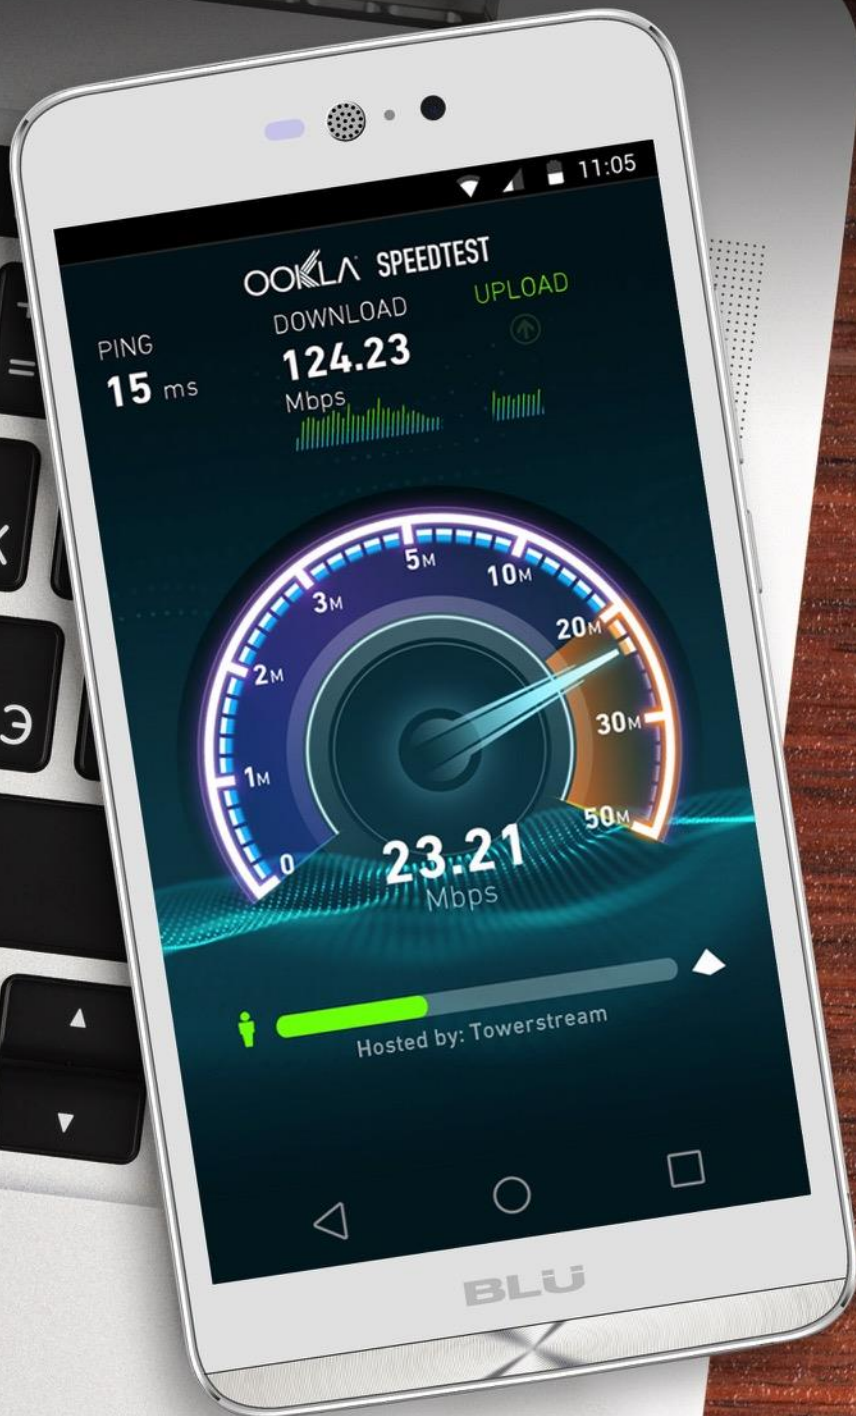 11:05
OOKLA SPEEDTEST
PING
15 ms
DOWNLOAD
124.23
Mbps
UPLOAD
0
1M
2M
3M
5M
10M
20M
30M
50M
23.21
Mbps
Hosted by: Towerstream
BLU
=
Э